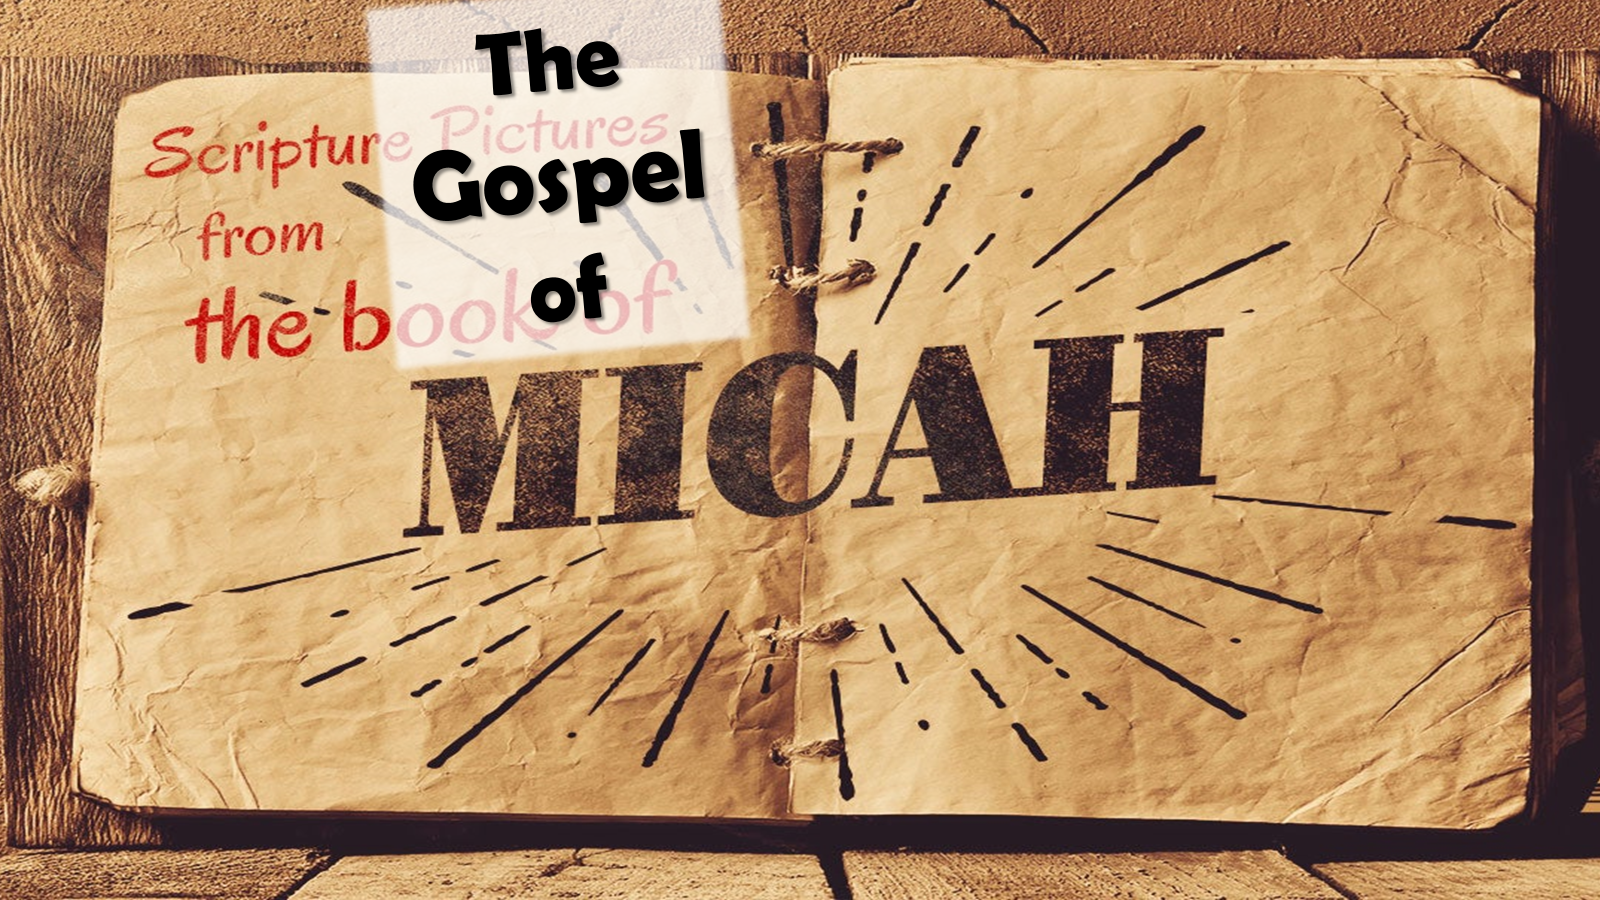 The
Gospel
of
Scripture Pictures
from
the book of
MICAH